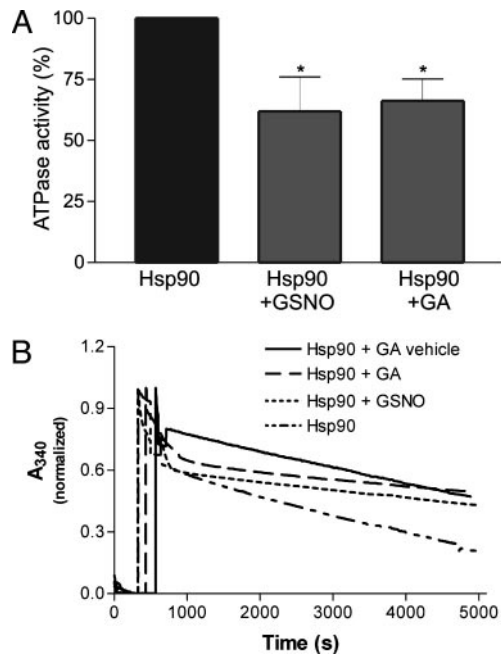 A
ATPase activity (%)
100
75
50
25
0
*
*
Hsp90
Hsp90
+GSNO
Hsp90
+GA
B
A340
(normalized)
1.2
0.9
0.6
0.3
0.0
Hsp90 + GA vehicle
Hsp90 + GA
Hsp90 + GSNO
Hsp90
0
1000
2000
3000
4000
5000
Time (s)